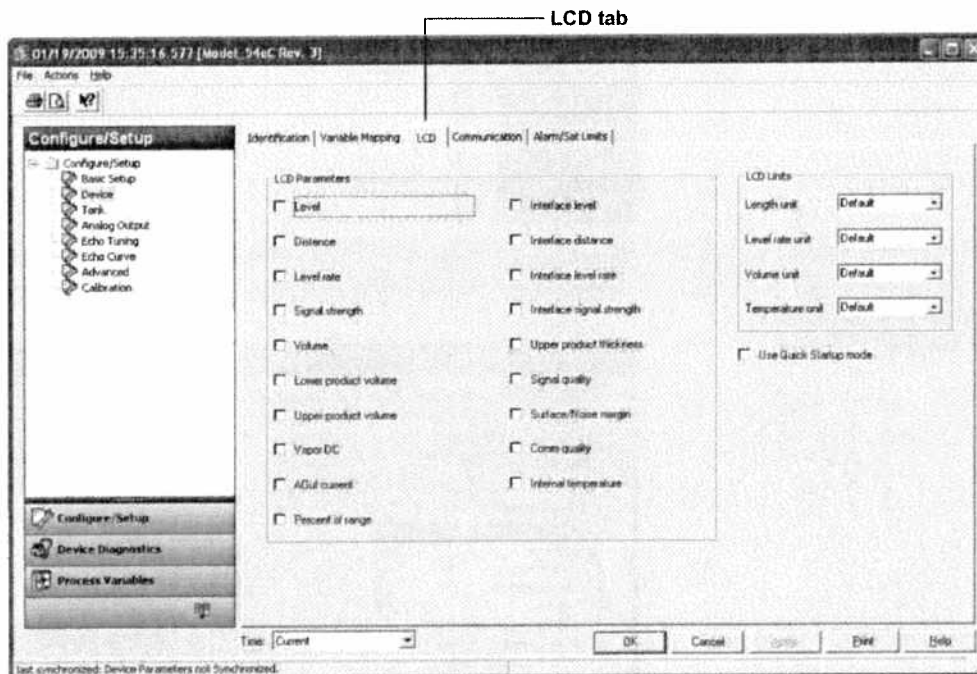 LCD tab
01/19/2009 15:35:16.577 [Model 54eC Rev. 3]
File Actions Help
Configure/Setup
Configure/Setup
Basic Setup
Device
Tank
Analog Output
Echo Tuning
Echo Curve
Advanced
Calibration
Configure/Setup
Device Diagnostics
Process Variables
Identification Variable Mapping LCD Communication Alarm/Sat Limits
LCD Parameters
Level
Distance
Level rate
Signal strength
Volume
Lower product volume
Upper product volume
Vapor DC
AOut current
Percent of range
Interface level
Interface distance
Interface level rate
Interface signal strength
Upper product thickness
Signal quality
Surface/Noise margin
Comm quality
Internal temperature
LCD Units
Length unit Default
Level rate unit Default
Volume unit Default
Temperature unit Default
Use Quick Startup mode
Time: Current
OK Cancel Apply Print Help
last synchronized: Device Parameters not Synchronized.